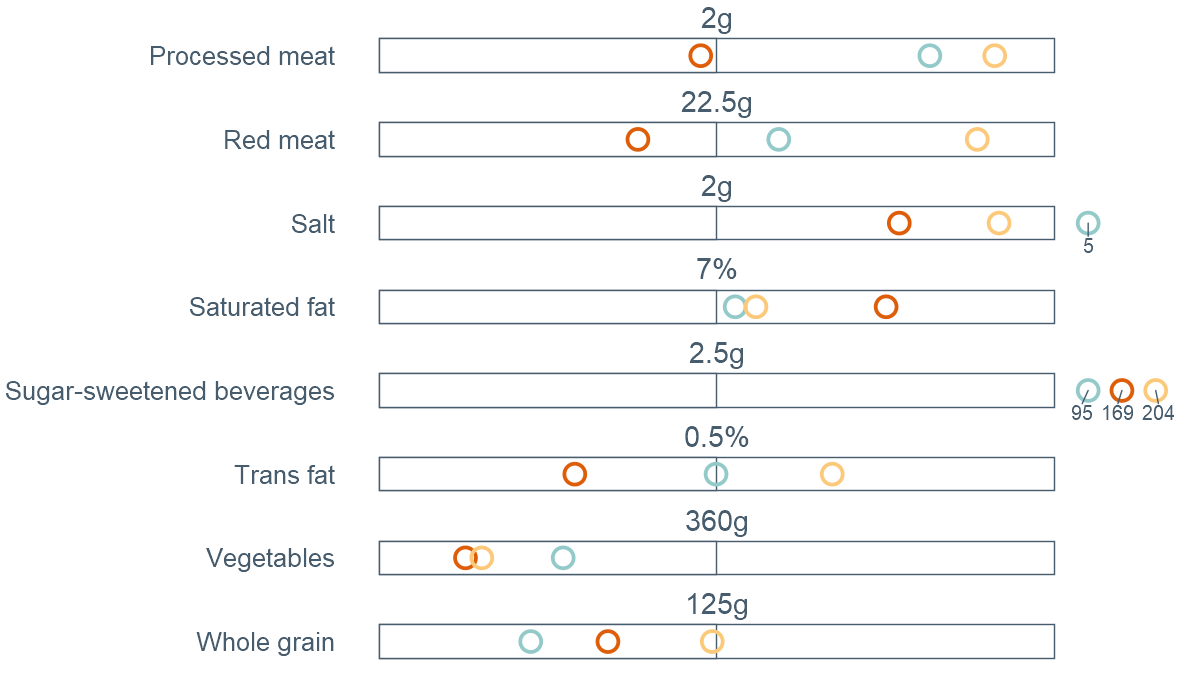 2g
Processed meat
22.5g
Red meat
2g
Salt
5
7%
Saturated fat
2.5g
Sugar-sweetened beverages
95 169 204
0.5%
Trans fat
360g
Vegetables
125g
Whole grain